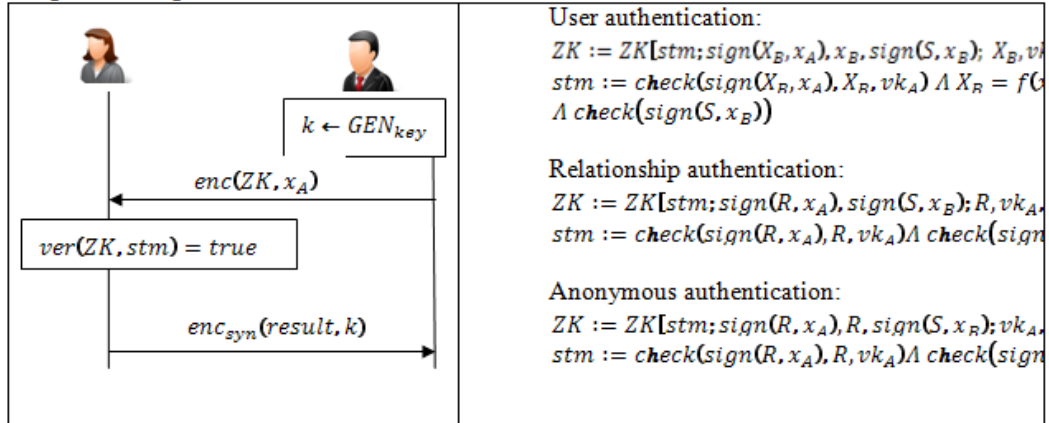 k ← GEN_key
enc(ZK, x_A)
ver(ZK, stm) = true
enc_syn(result, k)
User authentication:
ZK := ZK[stm; sign(X_B, x_A), x_B, sign(S, x_B); X_B, vk
stm := check(sign(X_B, x_A), X_B, vk_A) Λ X_B = f(
Λ check(sign(S, x_B))
Relationship authentication:
ZK := ZK[stm; sign(R, x_A), sign(S, x_B); R, vk_A,
stm := check(sign(R, x_A), R, vk_A)Λ check(sign
Anonymous authentication:
ZK := ZK[stm; sign(R, x_A), R, sign(S, x_B); vk_A,
stm := check(sign(R, x_A), R, vk_A)Λ check(sign